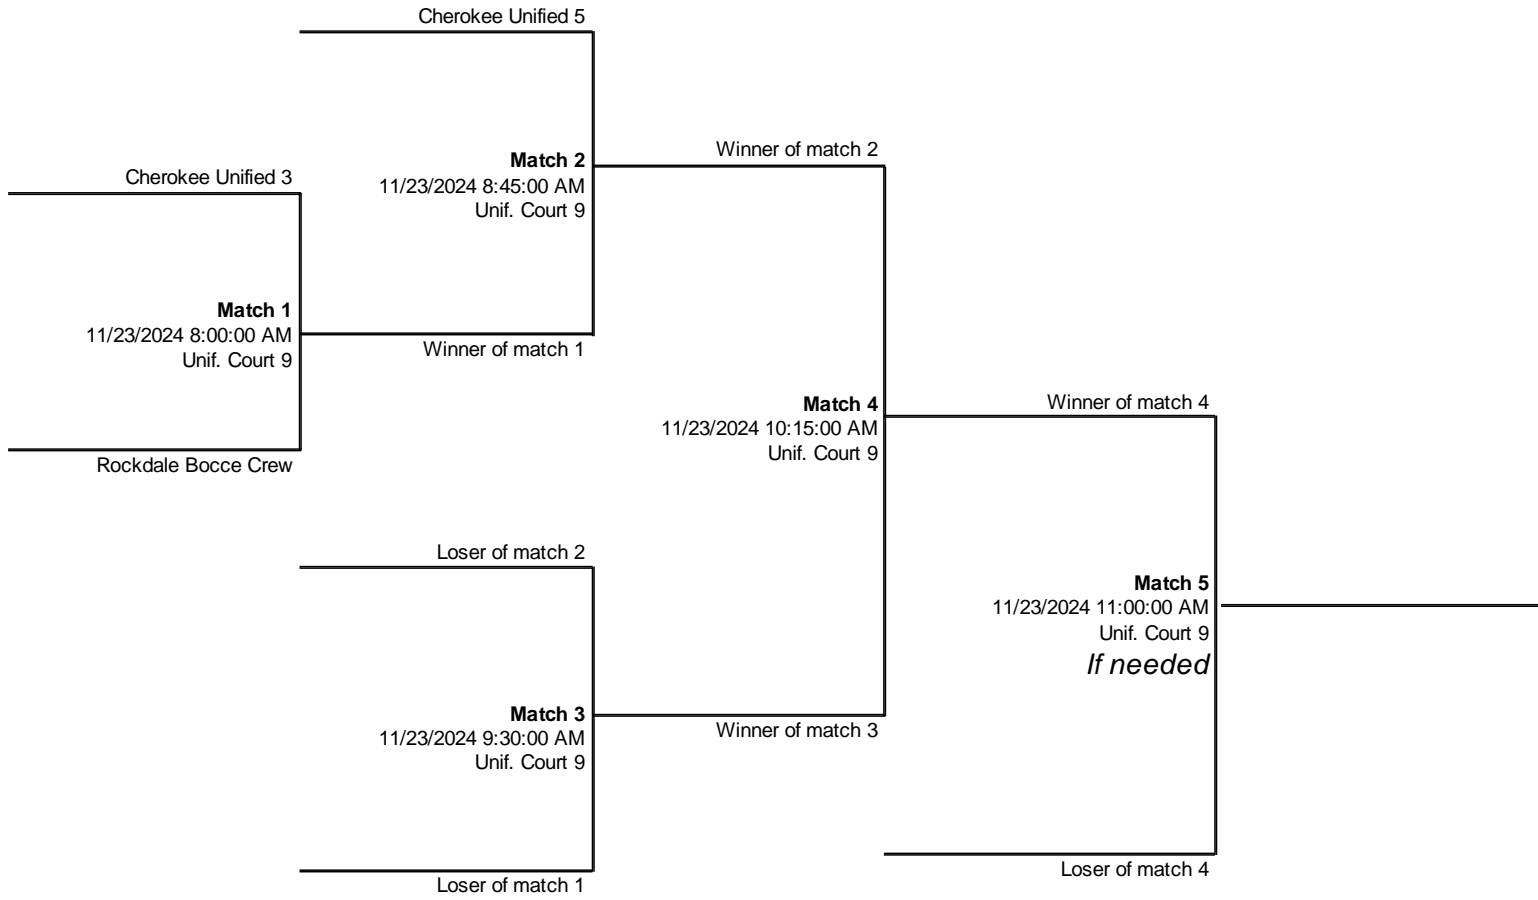 Cherokee Unified 5
Match 2
11/23/2024 8:45:00 AM
Unif. Court 9
Winner of match 2
Cherokee Unified 3
Match 1
11/23/2024 8:00:00 AM
Unif. Court 9
Winner of match 1
Rockdale Bocce Crew
Match 4
11/23/2024 10:15:00 AM
Unif. Court 9
Winner of match 4
Loser of match 2
Match 3
11/23/2024 9:30:00 AM
Unif. Court 9
Winner of match 3
Loser of match 1
Match 5
11/23/2024 11:00:00 AM
Unif. Court 9
If needed
Loser of match 4